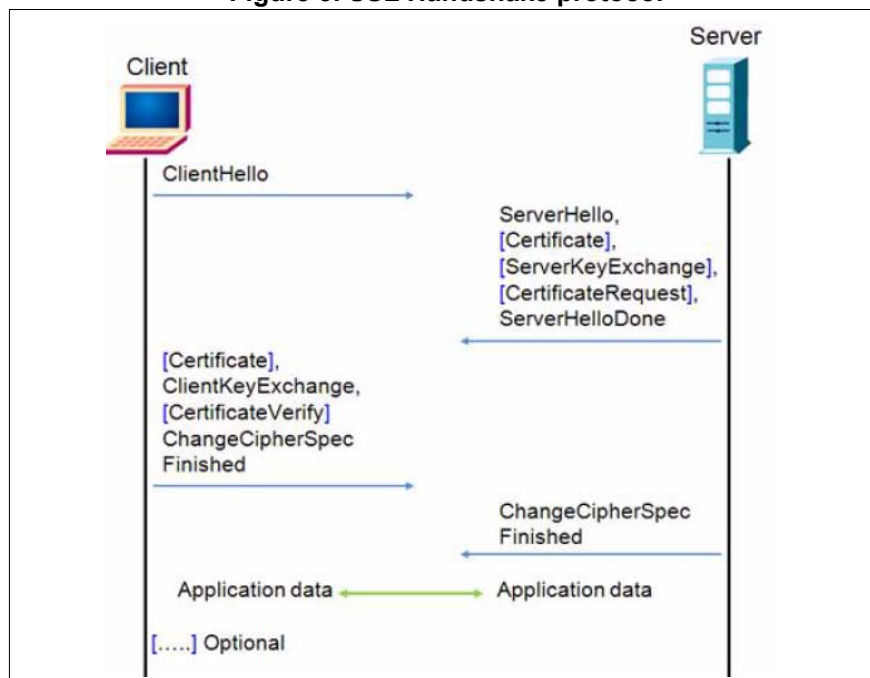 Client
Server
ClientHello
ServerHello,
[Certificate],
[ServerKeyExchange],
[CertificateRequest],
ServerHelloDone
[Certificate],
ClientKeyExchange,
[CertificateVerify]
ChangeCipherSpec
Finished
ChangeCipherSpec
Finished
Application data
Application data
[.....] Optional